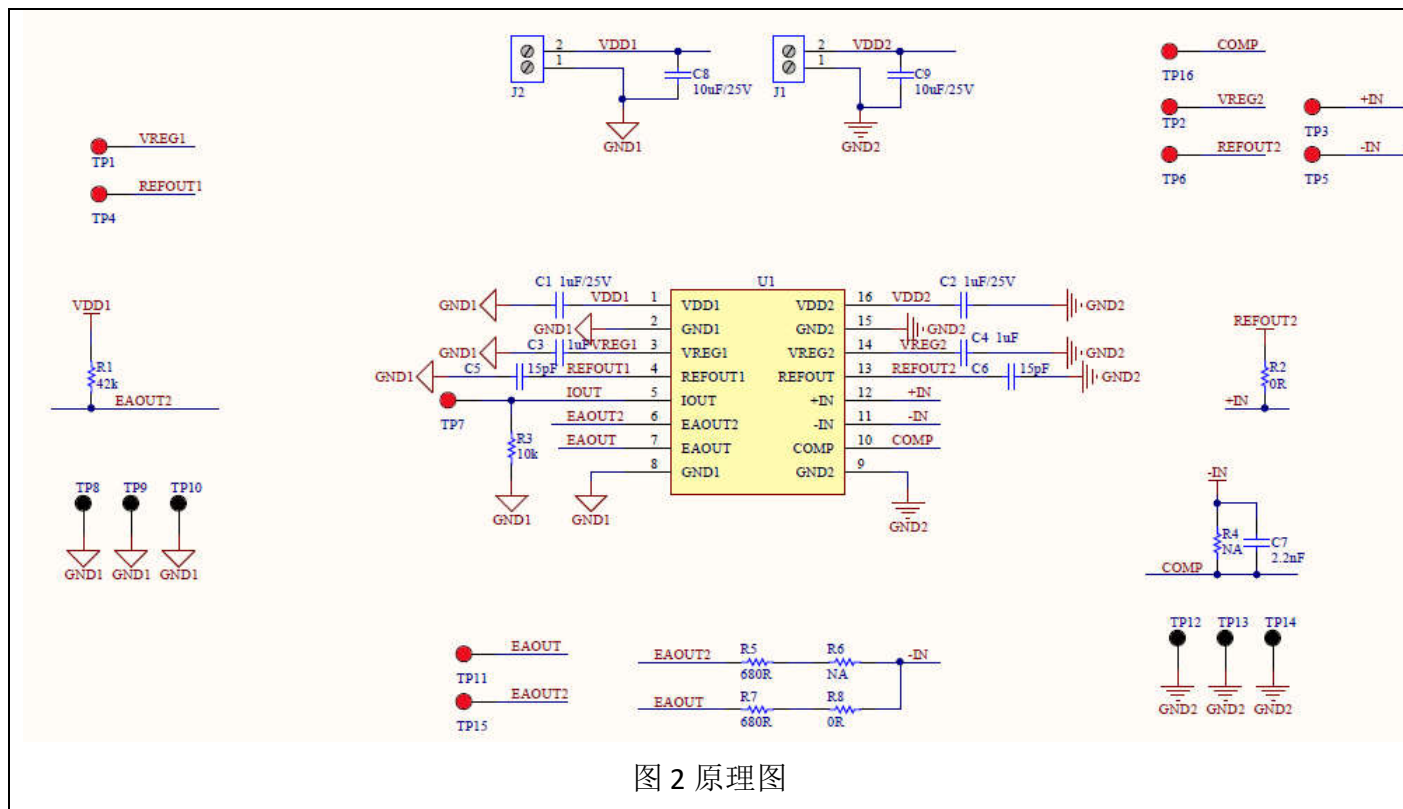 2 VDD1
1
J2
C8
10uF/25V
GND1
2 VDD2
1
J1
C9
10uF/25V
GND2
COMP
TP16
VREG2
TP2
+IN
TP3
REFOUT2
TP6
-IN
TP5
VREG1
TP1
REFOUT1
TP4
VDD1
R1
42k
EAOUT2
TP8 TP9 TP10
GND1 GND1 GND1
U1
C1 1uF/25V
GND1 VDD1 1 VDD1
GND1 2 GND1
GND1 C3 1uF VREG1 3 VREG1
GND1 C5 15pF REFOUT1 4 REFOUT1
TP7 IOUT 5 IOUT
EAOUT2 6 EAOUT2
EAOUT 7 EAOUT
8 GND1
R3
10k
GND1 GND1
C2 1uF/25V
VDD2 16 VDD2 GND2
GND2 15 GND2
VREG2 14 VREG2 C4 1uF GND2
REFOUT 13 REFOUT2 C6 15pF GND2
+IN 12 +IN
-IN 11 -IN
COMP 10 COMP
GND2 9
GND2
REFOUT2
R2
0R
+IN
-IN
R4
NA
C7
2.2nF
COMP
TP12 TP13 TP14
GND2 GND2 GND2
EAOUT
TP11
EAOUT2
TP15
EAOUT2 R5 R6 -IN
680R NA
EAOUT R7 R8
680R 0R
图 2 原理图